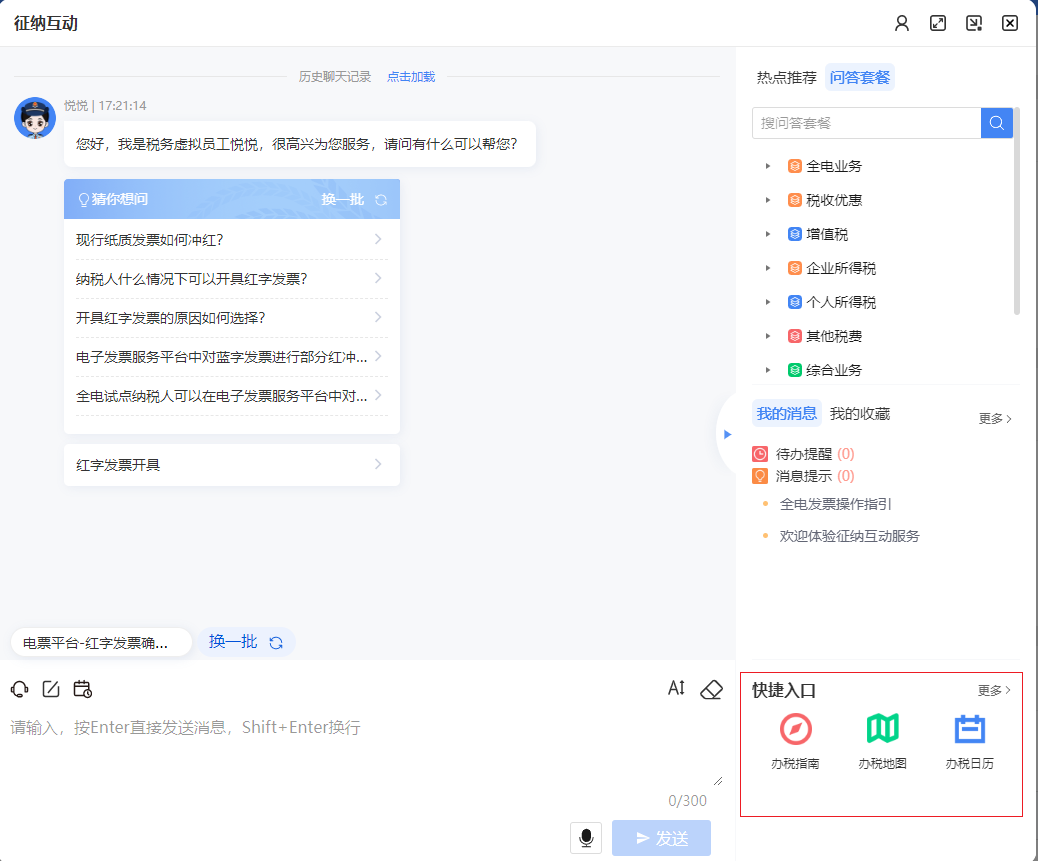 征纳互动
历史聊天记录 点击加载
悦悦 | 17:21:14
您好，我是税务虚拟员工悦悦，很高兴为您服务，请问有什么可以帮您？
猜你想问 换一批
现行纸质发票如何冲红？
纳税人什么情况下可以开具红字发票？
开具红字发票的原因如何选择？
电子发票服务平台中对蓝字发票进行部分红冲...
全电试点纳税人可以在电子发票服务平台中对...
红字发票开具
电票平台-红字发票确... 换一批
请输入，按Enter直接发送消息，Shift+Enter换行
0/300
发送
热点推荐 问答套餐
搜问答套餐
全电业务
税收优惠
增值税
企业所得税
个人所得税
其他税费
综合业务
我的消息 我的收藏 更多
待办提醒 (0)
消息提示 (0)
全电发票操作指引
欢迎体验征纳互动服务
快捷入口 更多
办税指南 办税地图 办税日历